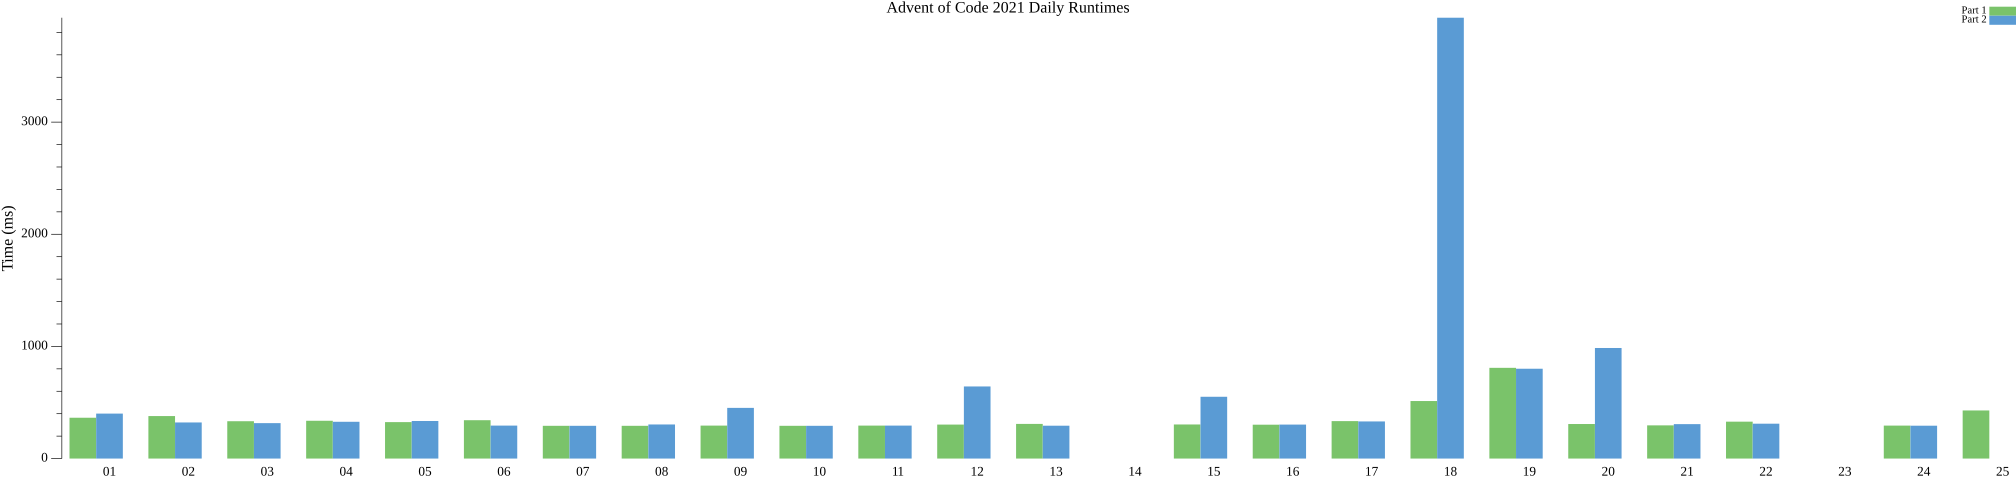 Advent of Code 2021 Daily Runtimes
Part 1
Part 2
Time (ms)
3000
2000
1000
0
01 02 03 04 05 06 07 08 09 10 11 12 13 14 15 16 17 18 19 20 21 22 23 24 25